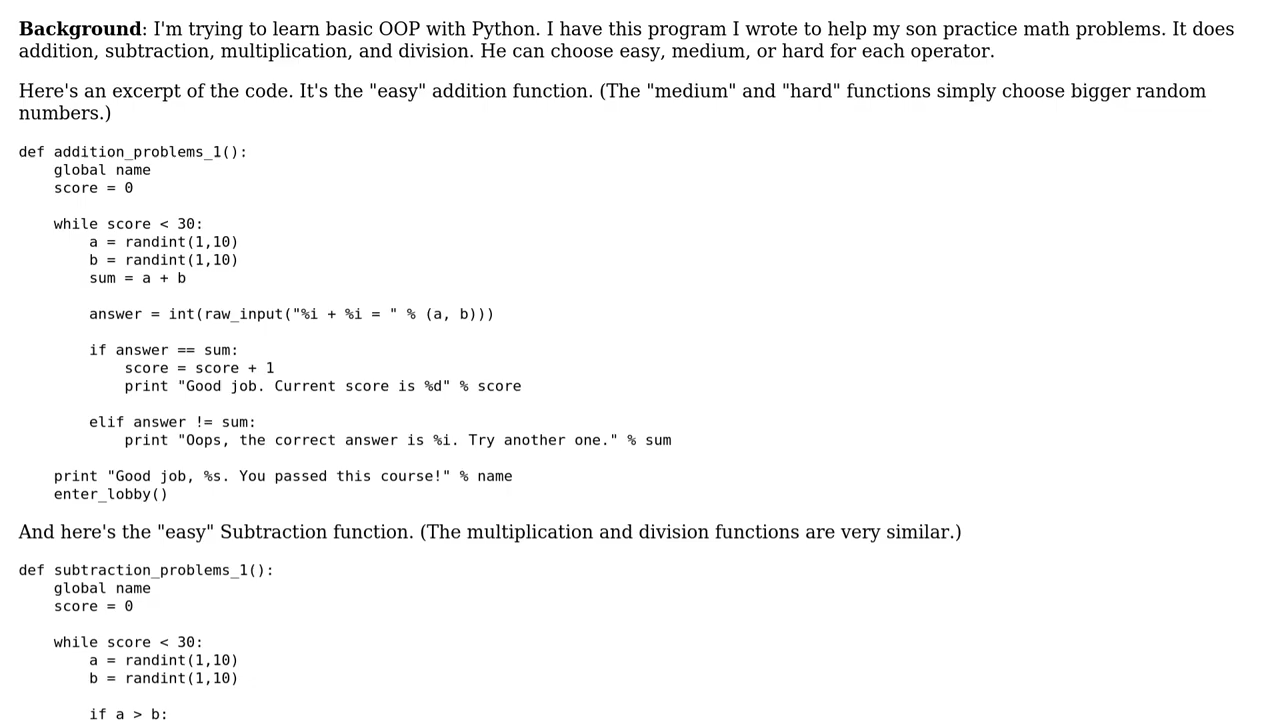 Background: I'm trying to learn basic OOP with Python. I have this program I wrote to help my son practice math problems. It does
addition, subtraction, multiplication, and division. He can choose easy, medium, or hard for each operator.
Here's an excerpt of the code. It's the "easy" addition function. (The "medium" and "hard" functions simply choose bigger random
numbers.)
def addition_problems_1():
    global name
    score = 0
    while score < 30:
        a = randint(1,10)
        b = randint(1,10)
        sum = a + b
        answer = int(raw_input("%i + %i = " % (a, b)))
        if answer == sum:
            score = score + 1
            print "Good job. Current score is %d" % score
        elif answer != sum:
            print "Oops, the correct answer is %i. Try another one." % sum
    print "Good job, %s. You passed this course!" % name
    enter_lobby()
And here's the "easy" Subtraction function. (The multiplication and division functions are very similar.)
def subtraction_problems_1():
    global name
    score = 0
    while score < 30:
        a = randint(1,10)
        b = randint(1,10)
        if a > b: